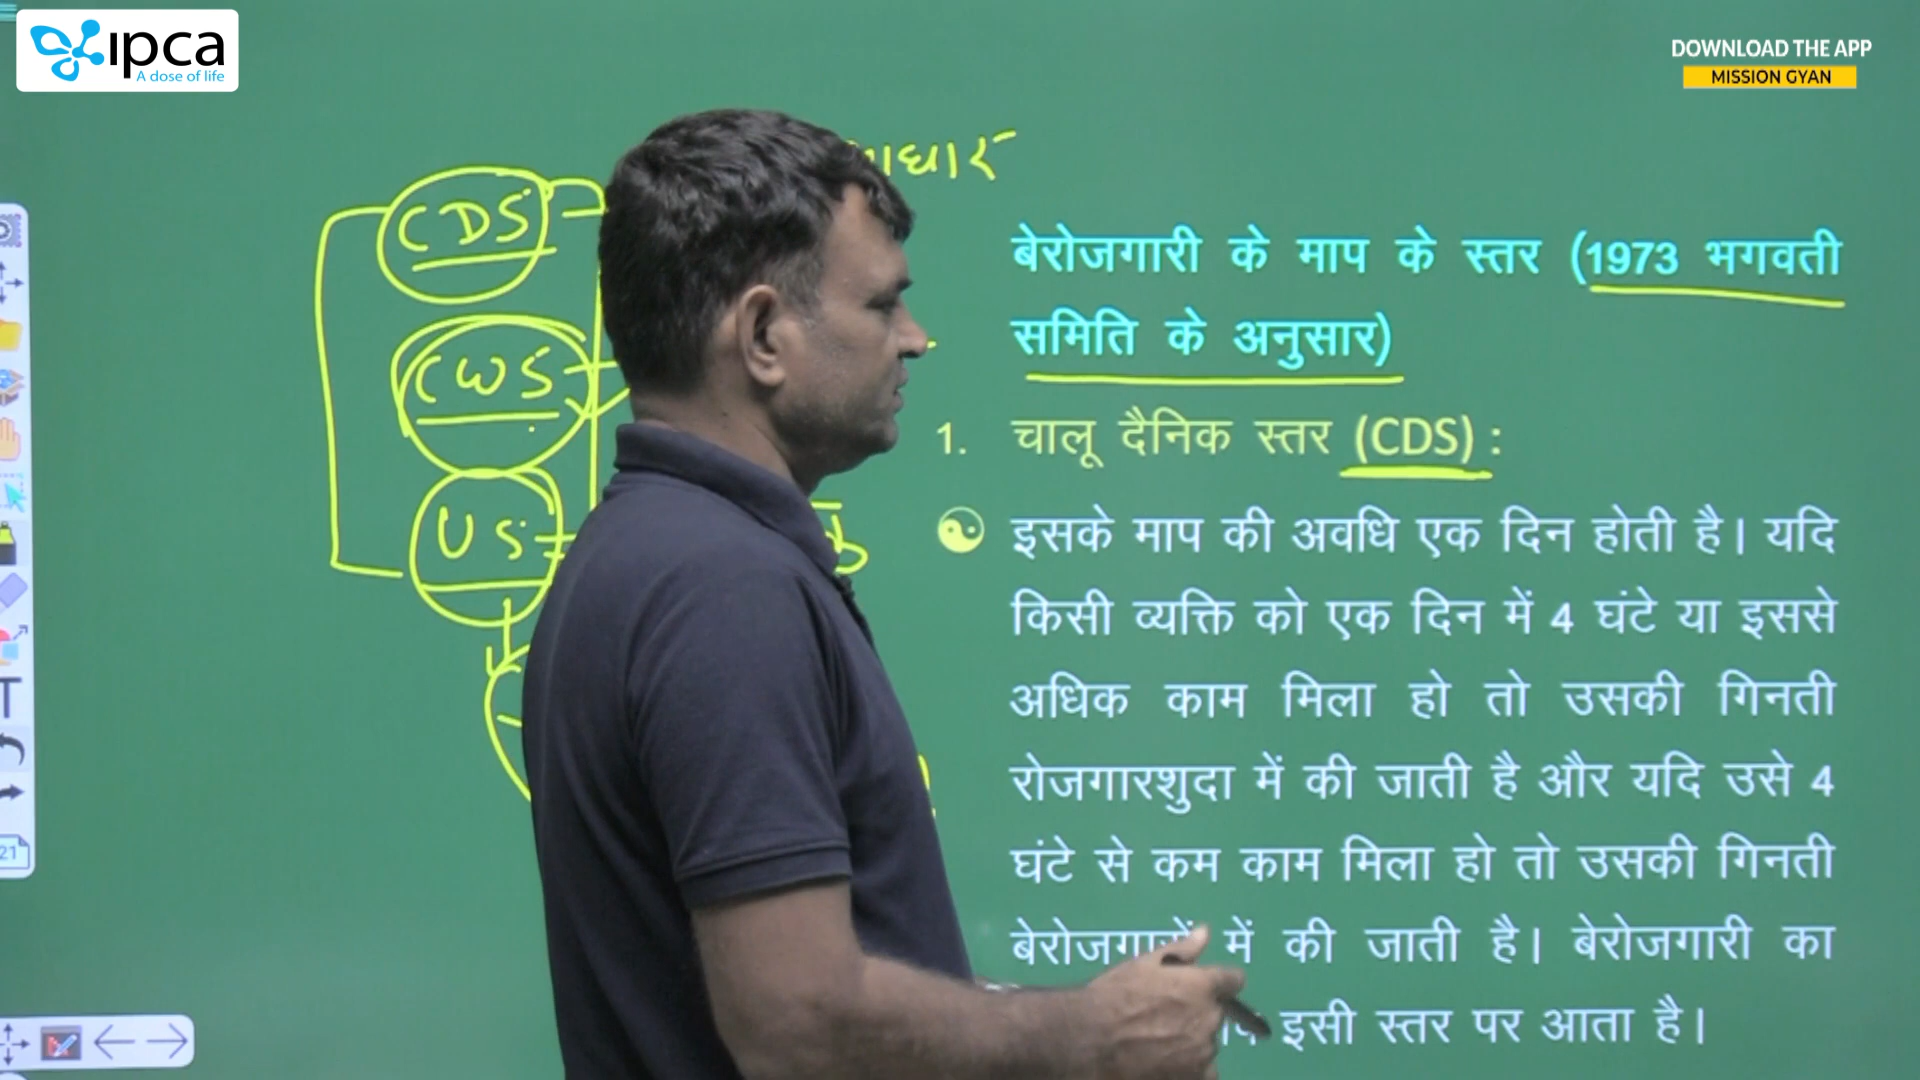 ipca
A dose of life
DOWNLOAD THE APP
MISSION GYAN
CDS
CWS
US
बेरोजगारी के माप के स्तर (1973 भगवती
समिति के अनुसार)
1. चालू दैनिक स्तर (CDS) :
इसके माप की अवधि एक दिन होती है। यदि
किसी व्यक्ति को एक दिन में 4 घंटे या इससे
अधिक काम मिला हो तो उसकी गिनती
रोजगारशुदा में की जाती है और यदि उसे 4
घंटे से कम काम मिला हो तो उसकी गिनती
बेरोजगारों में की जाती है। बेरोजगारी का
इसी स्तर पर आता है।
T
21